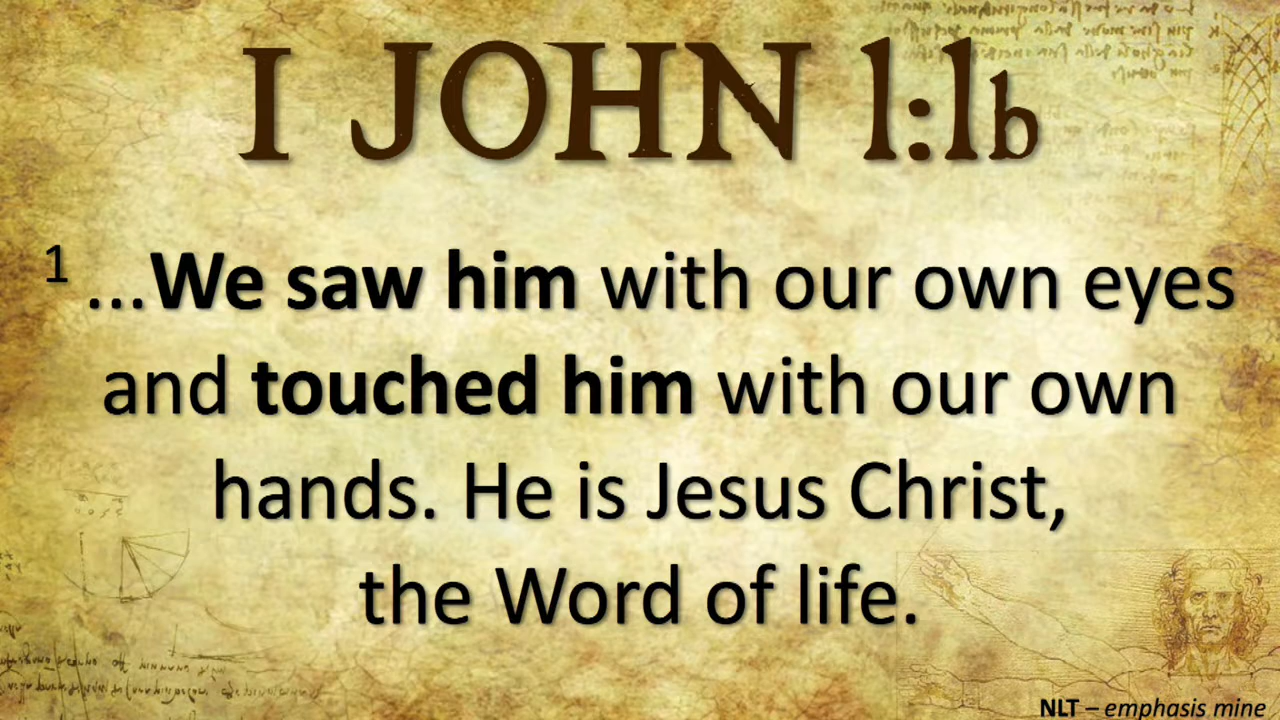 I JOHN 1:1b
1 ...We saw him with our own eyes
and touched him with our own
hands. He is Jesus Christ,
the Word of life.
NLT – emphasis mine